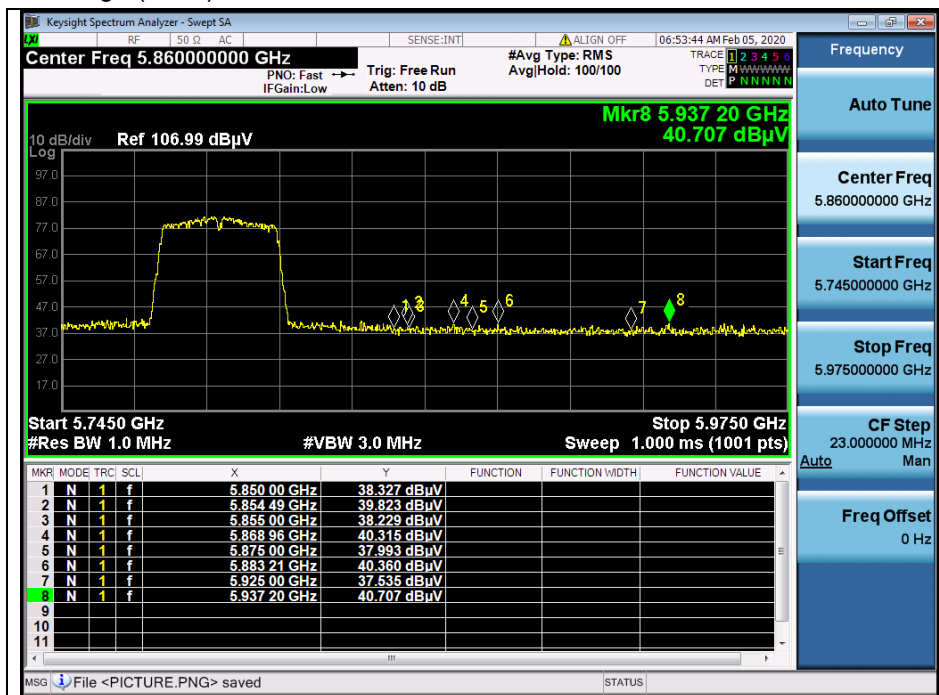 Keysight Spectrum Analyzer - Swept SA
LXI RF 50 Ω AC SENSE:INT ALIGN OFF 06:53:44 AM Feb 05, 2020
Center Freq 5.860000000 GHz #Avg Type: RMS TRACE 1 2 3 4 5 6
PNO: Fast Trig: Free Run Avg|Hold: 100/100 TYPE M WWWWW
IFGain:Low Atten: 10 dB DET P N N N N N
Mkr8 5.937 20 GHz
40.707 dBµV
10 dB/div Ref 106.99 dBµV
Log
97.0
87.0
77.0
67.0
57.0
47.0
37.0
27.0
17.0
1 2 3 4 5 6 7 8
Start 5.7450 GHz Stop 5.9750 GHz
#Res BW 1.0 MHz #VBW 3.0 MHz Sweep 1.000 ms (1001 pts)
MKR MODE TRC SCL X Y FUNCTION FUNCTION WIDTH FUNCTION VALUE
1 N 1 f 5.850 00 GHz 38.327 dBµV
2 N 1 f 5.854 49 GHz 39.823 dBµV
3 N 1 f 5.855 00 GHz 38.229 dBµV
4 N 1 f 5.868 96 GHz 40.315 dBµV
5 N 1 f 5.875 00 GHz 37.993 dBµV
6 N 1 f 5.883 21 GHz 40.360 dBµV
7 N 1 f 5.925 00 GHz 37.535 dBµV
8 N 1 f 5.937 20 GHz 40.707 dBµV
9
10
11
MSG File <PICTURE.PNG> saved STATUS
Frequency
Auto Tune
Center Freq
5.860000000 GHz
Start Freq
5.745000000 GHz
Stop Freq
5.975000000 GHz
CF Step
23.000000 MHz
Auto Man
Freq Offset
0 Hz